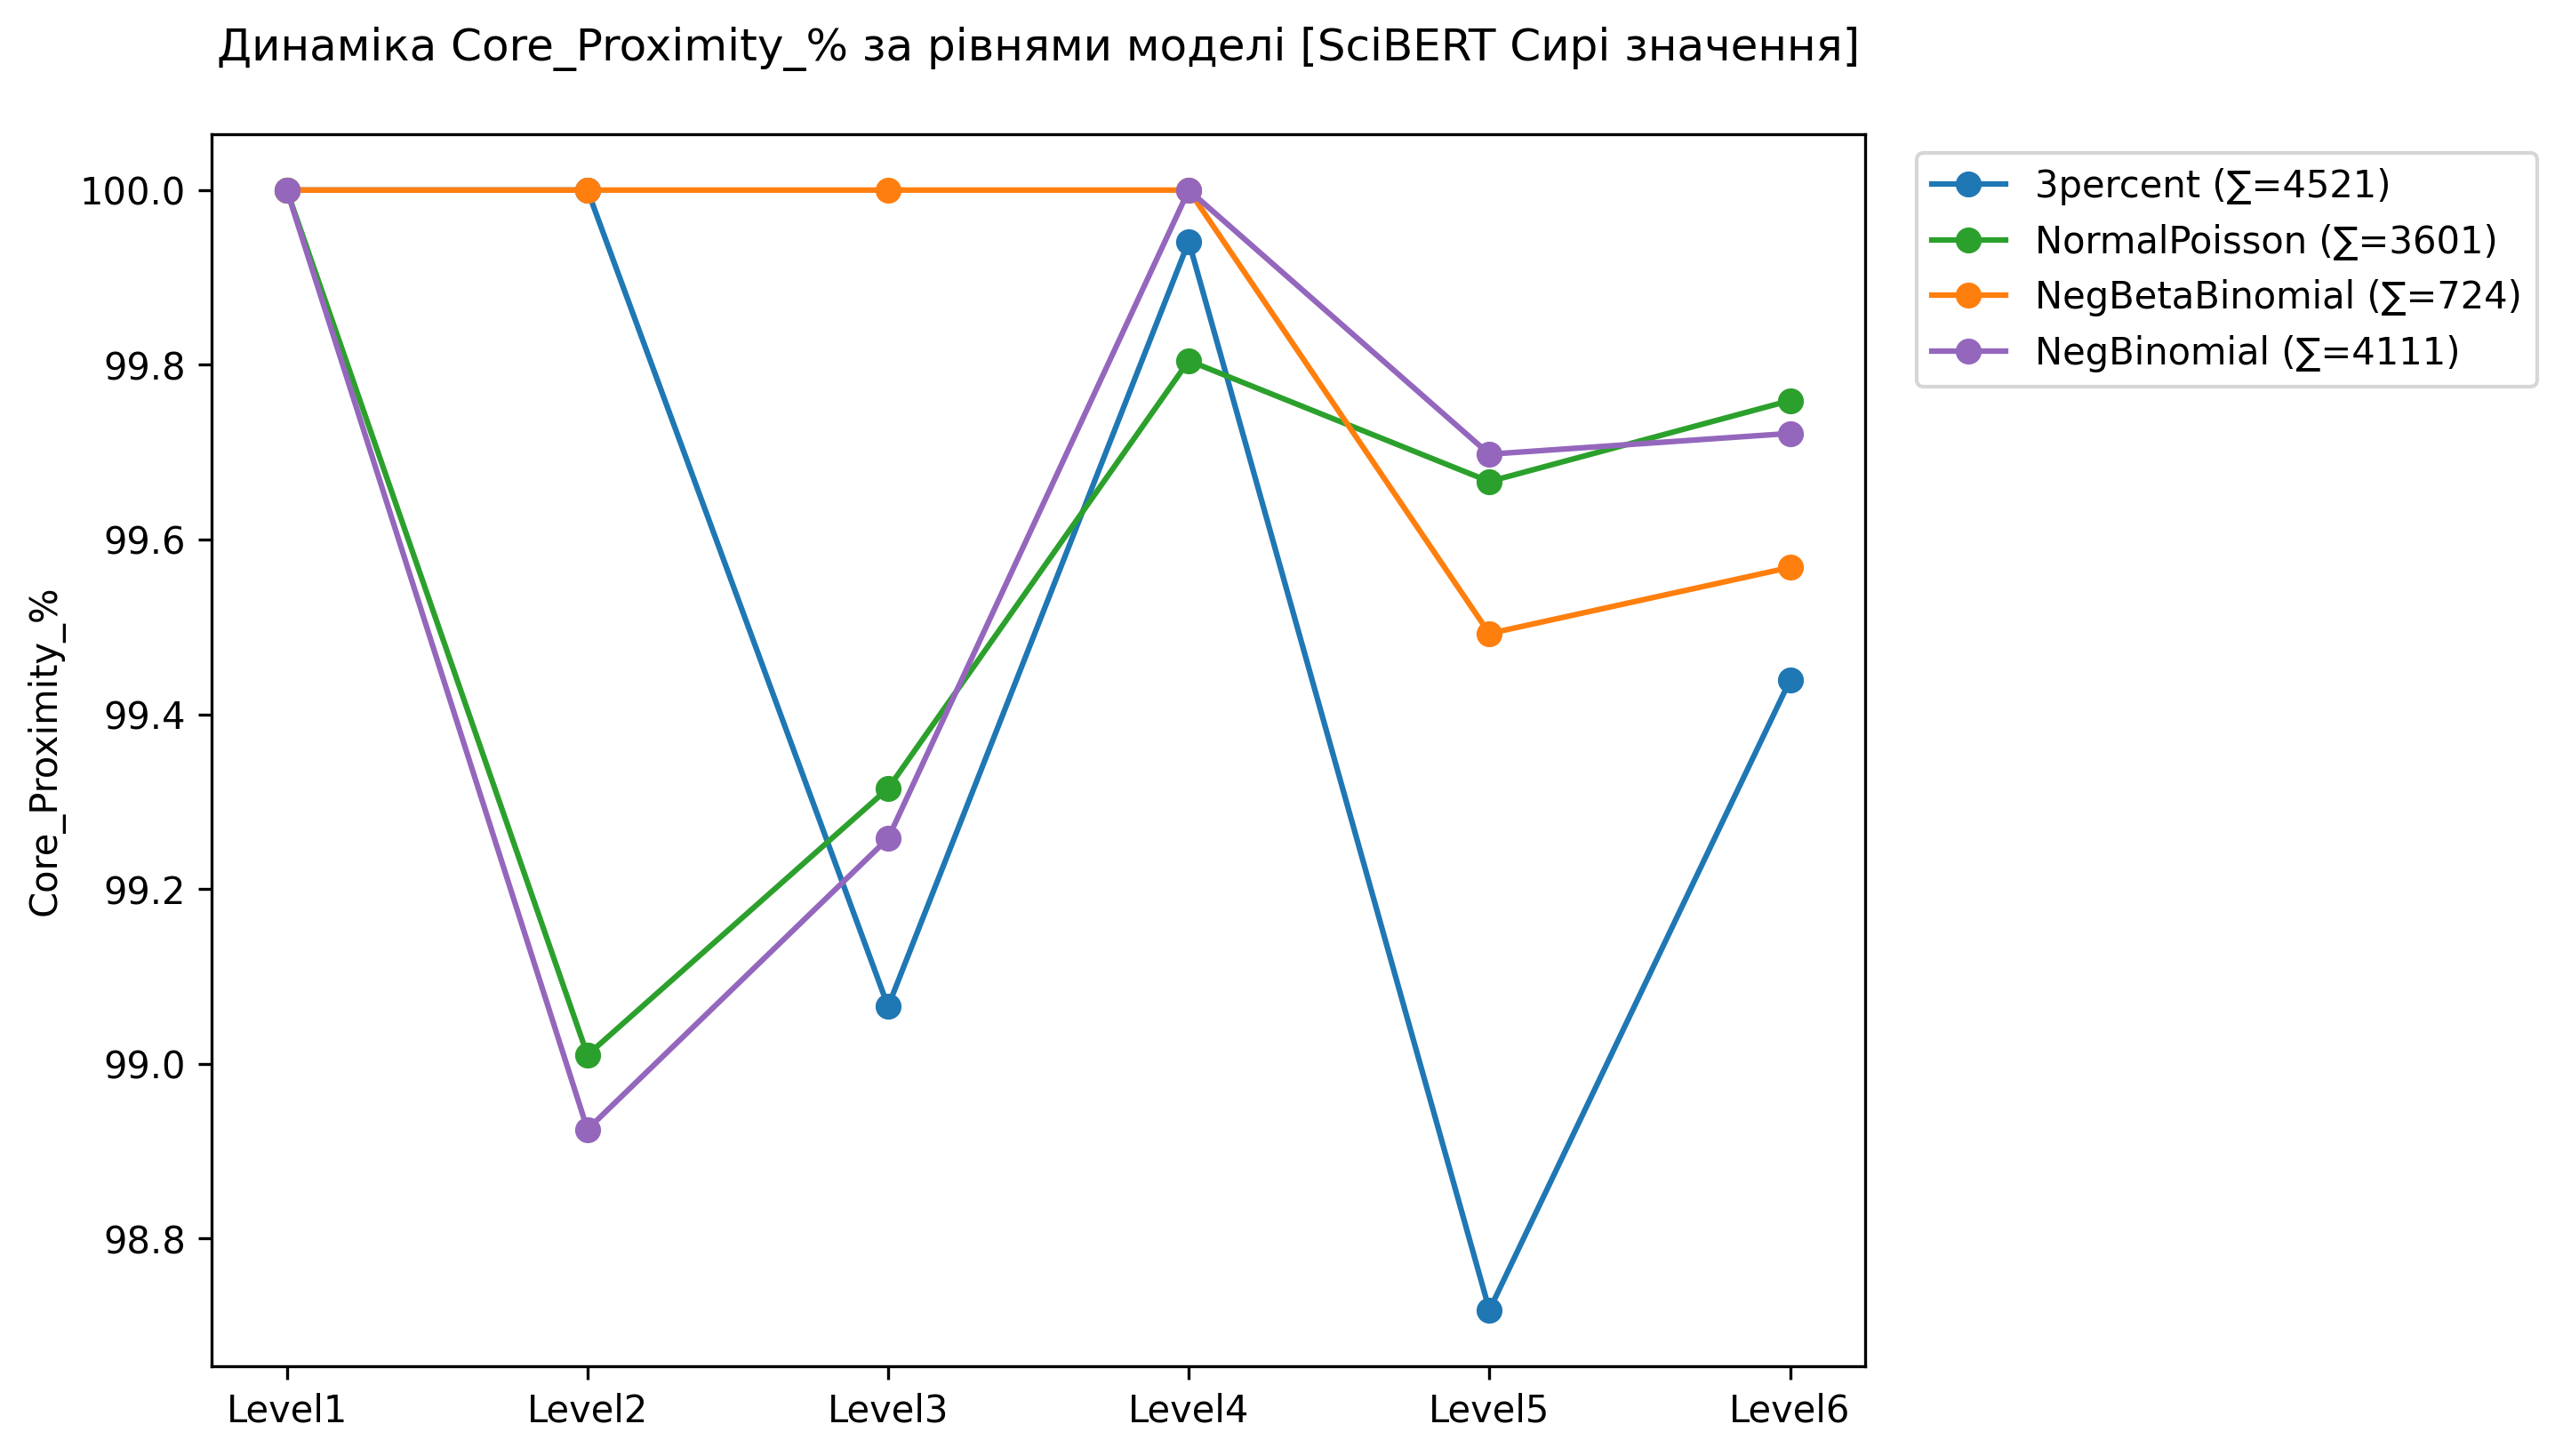 Динаміка Core_Proximity_% за рівнями моделі [SciBERT Сирі значення]
3percent (∑=4521)
NormalPoisson (∑=3601)
NegBetaBinomial (∑=724)
NegBinomial (∑=4111)
Core_Proximity_%
100.0
99.8
99.6
99.4
99.2
99.0
98.8
Level1 Level2 Level3 Level4 Level5 Level6